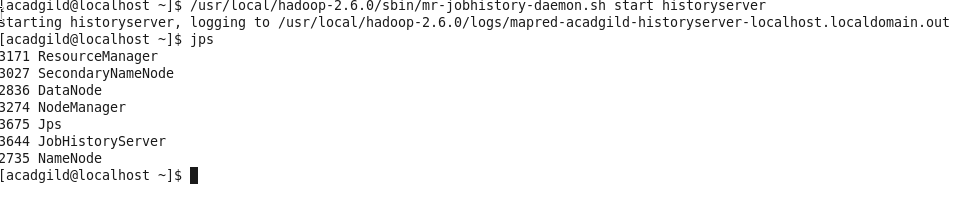 [acadgild@localhost ~]$ /usr/local/hadoop-2.6.0/sbin/mr-jobhistory-daemon.sh start historyserver
starting historyserver, logging to /usr/local/hadoop-2.6.0/logs/mapred-acadgild-historyserver-localhost.localdomain.out
[acadgild@localhost ~]$ jps
3171 ResourceManager
3027 SecondaryNameNode
2836 DataNode
3274 NodeManager
3675 Jps
3644 JobHistoryServer
2735 NameNode
[acadgild@localhost ~]$